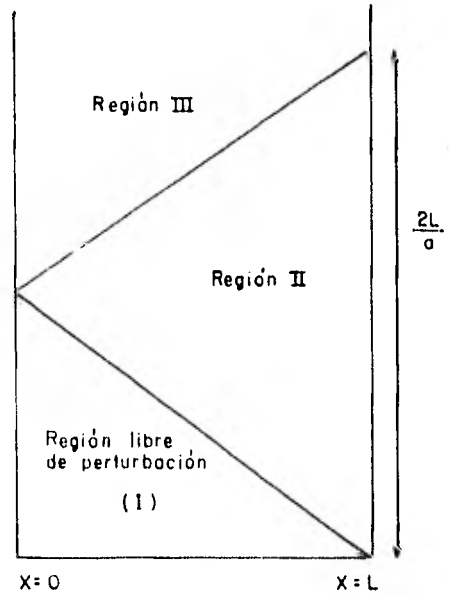 Región III
2L
a
Región II
Región libre
de perturbación
(I)
X=0
X=L